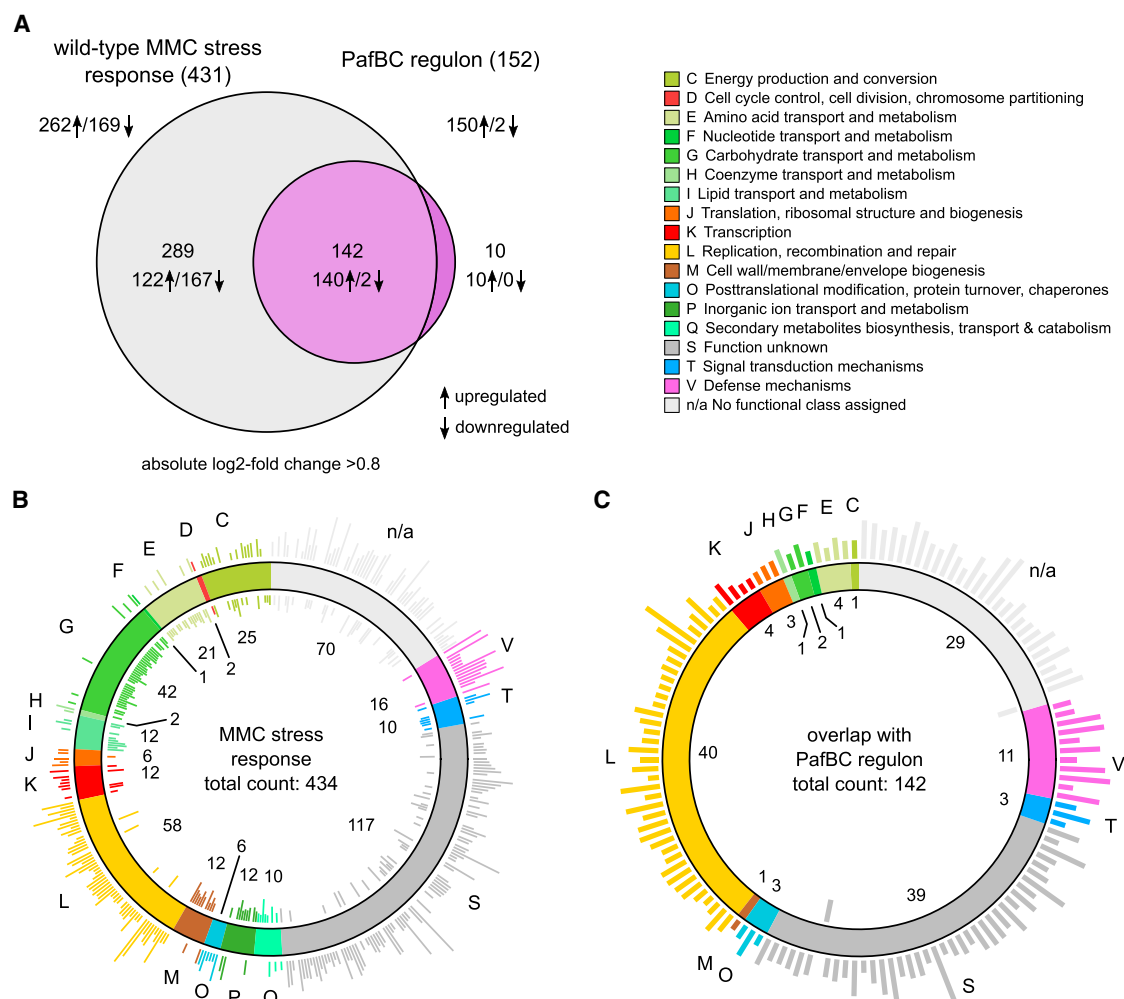 A
wild-type MMC stress
response (431)
PafBC regulon (152)
262↑/169↓
150↑/2↓
289
122↑/167↓
142
140↑/2↓
10
10↑/0↓
↑ upregulated
↓ downregulated
absolute log2-fold change >0.8
C Energy production and conversion
D Cell cycle control, cell division, chromosome partitioning
E Amino acid transport and metabolism
F Nucleotide transport and metabolism
G Carbohydrate transport and metabolism
H Coenzyme transport and metabolism
I Lipid transport and metabolism
J Translation, ribosomal structure and biogenesis
K Transcription
L Replication, recombination and repair
M Cell wall/membrane/envelope biogenesis
O Posttranslational modification, protein turnover, chaperones
P Inorganic ion transport and metabolism
Q Secondary metabolites biosynthesis, transport & catabolism
S Function unknown
T Signal transduction mechanisms
V Defense mechanisms
n/a No functional class assigned
B
n/a
V
T
S
Q
P
O
M
L
K
J
I
H
G
F
E
D
C
70
16
10
117
10
12
6
12
58
12
6
12
2
42
1
21
2
25
MMC stress
response
total count: 434
C
n/a
V
T
S
O
M
L
K
J
H
G
F
E
C
29
11
3
39
3
1
40
4
3
1
2
1
4
1
overlap with
PafBC regulon
total count: 142